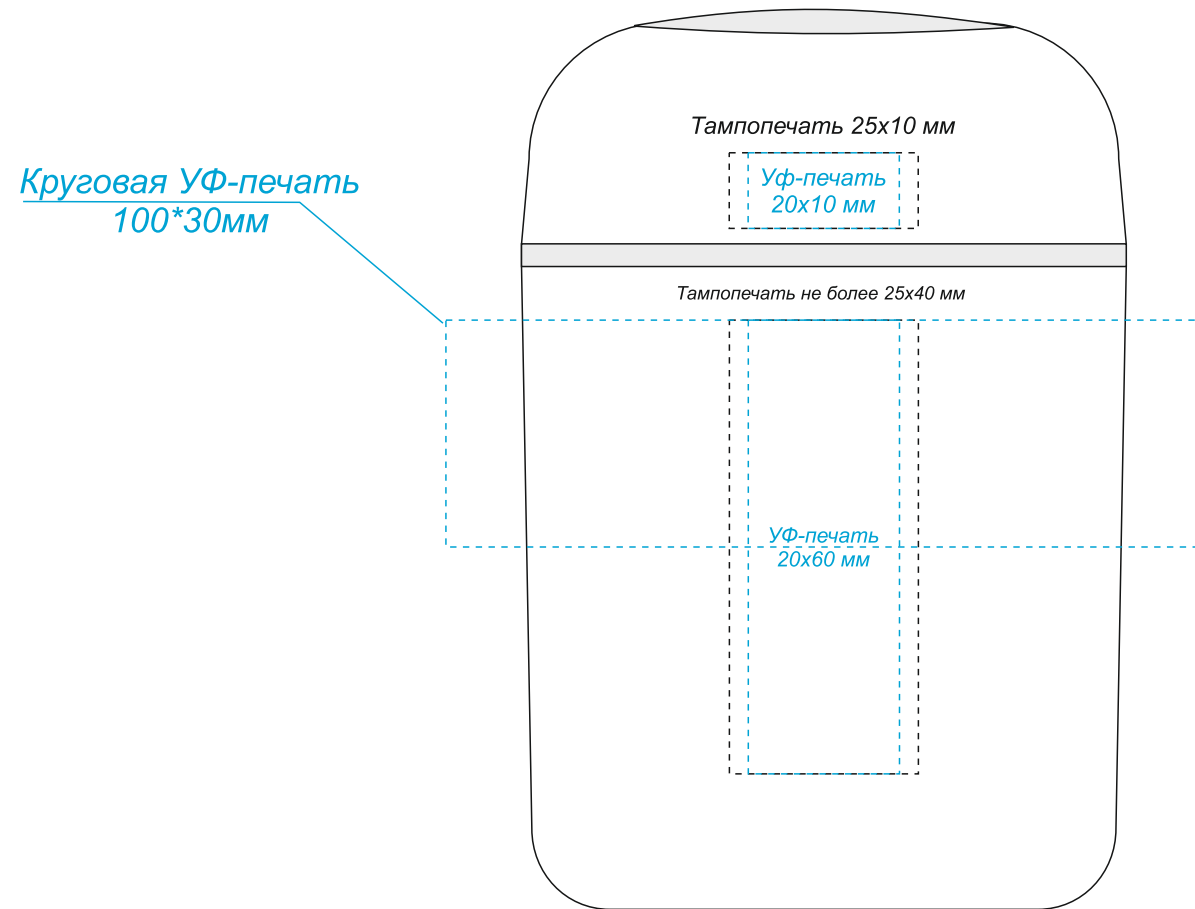 Тампопечать 25х10 мм
Круговая УФ-печать
100*30мм
Уф-печать
20х10 мм
Тампопечать не более 25х40 мм
УФ-печать
20х60 мм